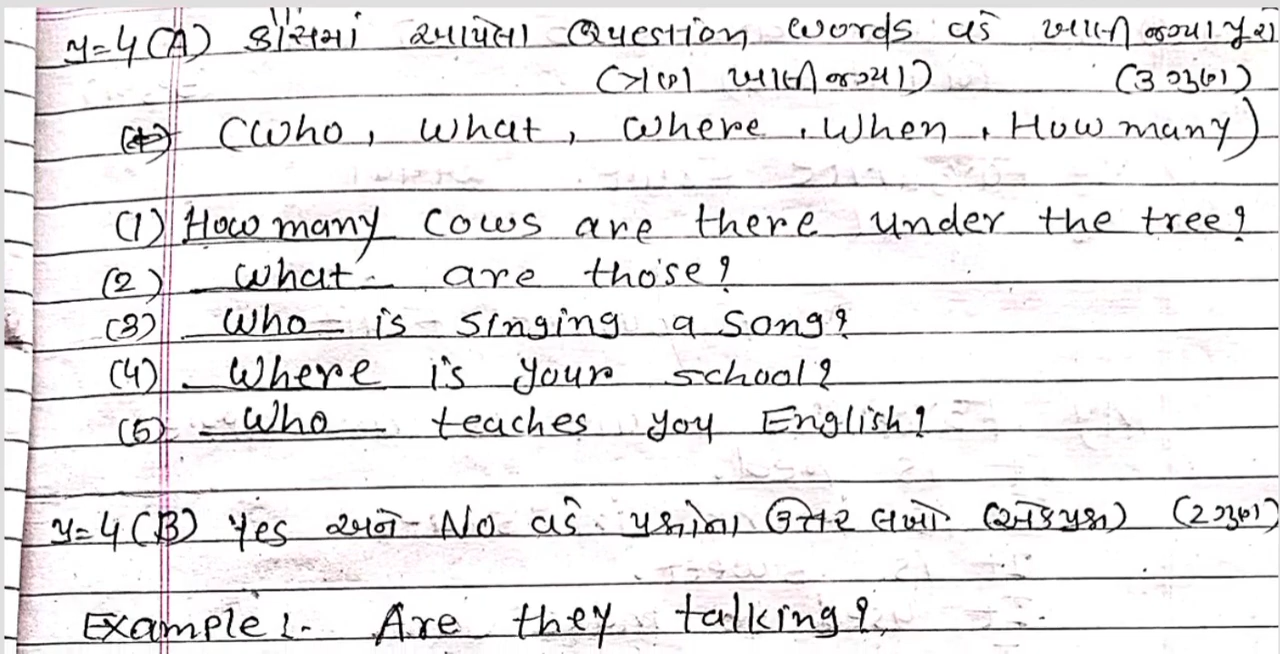 પ્ર-4 (A) કૌંસમાં આપેલા Question words વડે ખાલી જગ્યા પુરો
(ત્રણ ખાલી જગ્યા) (3 ગુણ)
(Who, What, Where, When, How many)
(1) How many cows are there under the tree?
(2) What are those?
(3) Who is singing a song?
(4) Where is your school?
(5) Who teaches you English?
પ્ર-4 (B) Yes અને No વડે પ્રશ્નોના ઉત્તર લખો (એક પ્રશ્ન) (2 ગુણ)
Example :- Are they talking?